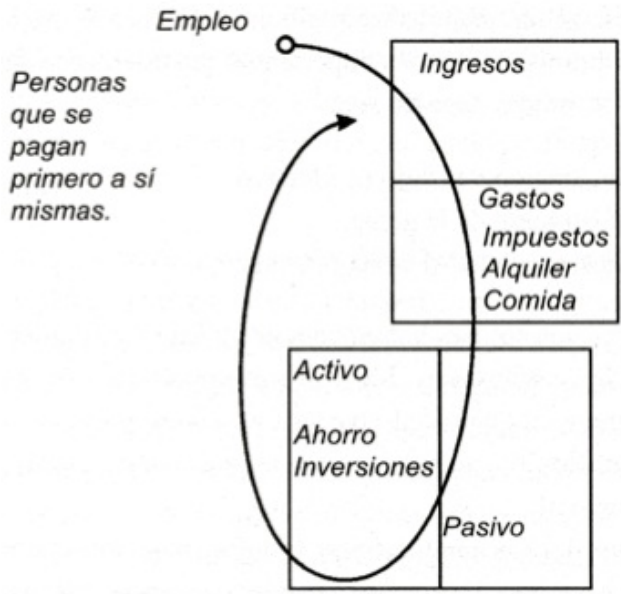 Empleo
Personas
que se
pagan
primero a sí
mismas.
Ingresos
Gastos
Impuestos
Alquiler
Comida
Activo
Ahorro
Inversiones
Pasivo